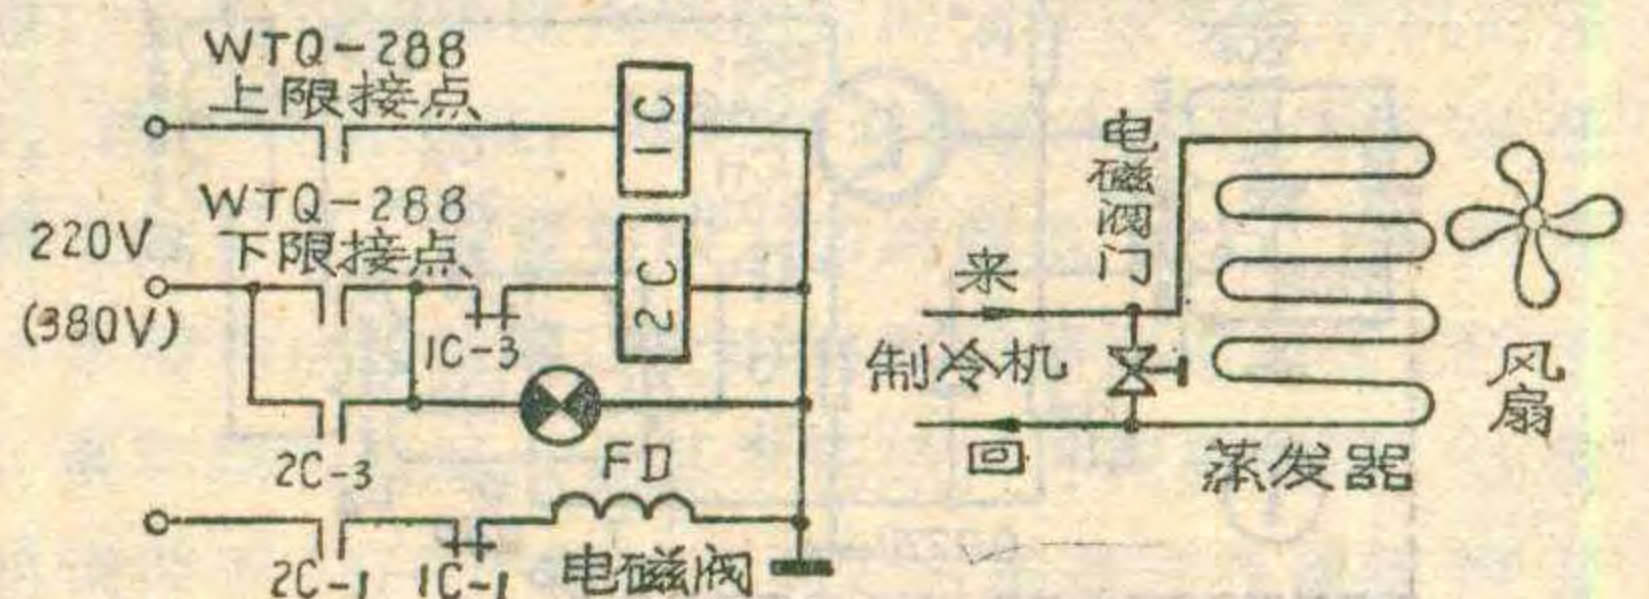 WTQ-288
上限接点
1C
WTQ-288
下限接点
220V
(380V)
1C-3
2C
2C-3
FD
2C-1
1C-1
电磁阀
电磁阀门
来
制冷机
回
蒸发器
风扇